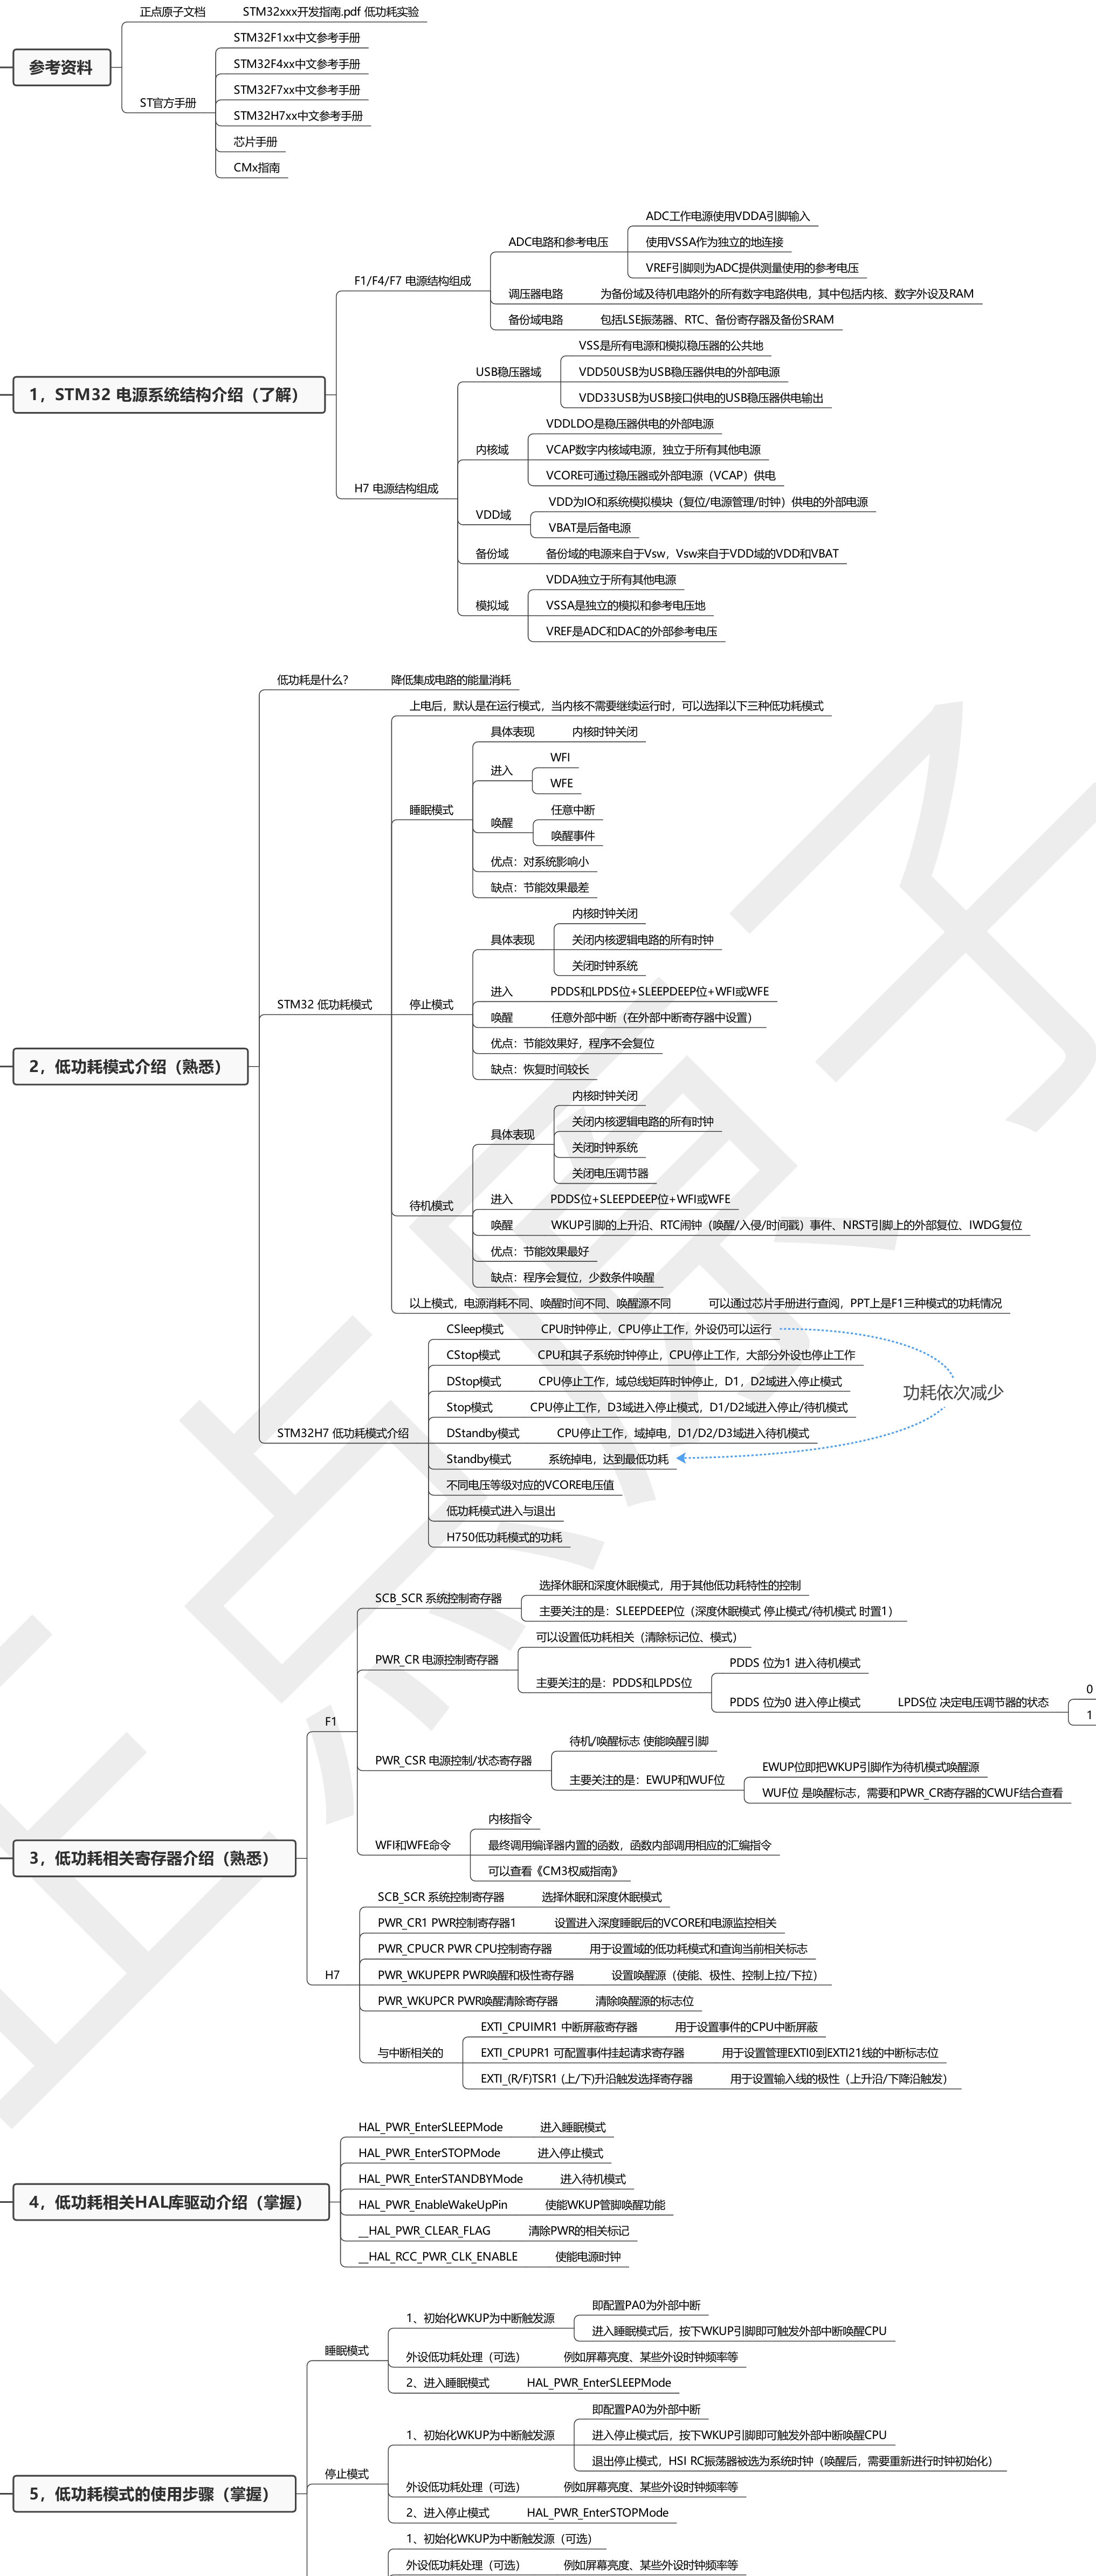 参考资料
正点原子文档 STM32xxx开发指南.pdf 低功耗实验
ST官方手册
STM32F1xx中文参考手册
STM32F4xx中文参考手册
STM32F7xx中文参考手册
STM32H7xx中文参考手册
芯片手册
CMx指南
1，STM32 电源系统结构介绍（了解）
F1/F4/F7 电源结构组成
ADC电路和参考电压
ADC工作电源使用VDDA引脚输入
使用VSSA作为独立的地连接
VREF引脚则为ADC提供测量使用的参考电压
调压器电路 为备份域及待机电路外的所有数字电路供电，其中包括内核、数字外设及RAM
备份域电路 包括LSE振荡器、RTC、备份寄存器及备份SRAM
H7 电源结构组成
USB稳压器域
VSS是所有电源和模拟稳压器的公共地
VDD50USB为USB稳压器供电的外部电源
VDD33USB为USB接口供电的USB稳压器供电输出
内核域
VDDLDO是稳压器供电的外部电源
VCAP数字内核域电源，独立于所有其他电源
VCORE可通过稳压器或外部电源（VCAP）供电
VDD域
VDD为IO和系统模拟模块（复位/电源管理/时钟）供电的外部电源
VBAT是后备电源
备份域 备份域的电源来自于Vsw，Vsw来自于VDD域的VDD和VBAT
模拟域
VDDA独立于所有其他电源
VSSA是独立的模拟和参考电压地
VREF是ADC和DAC的外部参考电压
2，低功耗模式介绍（熟悉）
低功耗是什么？ 降低集成电路的能量消耗
STM32 低功耗模式
上电后，默认是在运行模式，当内核不需要继续运行时，可以选择以下三种低功耗模式
睡眠模式
具体表现 内核时钟关闭
进入
WFI
WFE
唤醒
任意中断
唤醒事件
优点：对系统影响小
缺点：节能效果最差
停止模式
具体表现
内核时钟关闭
关闭内核逻辑电路的所有时钟
关闭时钟系统
进入 PDDS和LPDS位+SLEEPDEEP位+WFI或WFE
唤醒 任意外部中断（在外部中断寄存器中设置）
优点：节能效果好，程序不会复位
缺点：恢复时间较长
待机模式
具体表现
内核时钟关闭
关闭内核逻辑电路的所有时钟
关闭时钟系统
关闭电压调节器
进入 PDDS位+SLEEPDEEP位+WFI或WFE
唤醒 WKUP引脚的上升沿、RTC闹钟（唤醒/入侵/时间戳）事件、NRST引脚上的外部复位、IWDG复位
优点：节能效果最好
缺点：程序会复位，少数条件唤醒
以上模式，电源消耗不同、唤醒时间不同、唤醒源不同 可以通过芯片手册进行查阅，PPT上是F1三种模式的功耗情况
STM32H7 低功耗模式介绍
CSleep模式 CPU时钟停止，CPU停止工作，外设仍可以运行
CStop模式 CPU和其子系统时钟停止，CPU停止工作，大部分外设也停止工作
DStop模式 CPU停止工作，域总线矩阵时钟停止，D1，D2域进入停止模式
Stop模式 CPU停止工作，D3域进入停止模式，D1/D2域进入停止/待机模式
DStandby模式 CPU停止工作，域掉电，D1/D2/D3域进入待机模式
Standby模式 系统掉电，达到最低功耗
功耗依次减少
不同电压等级对应的VCORE电压值
低功耗模式进入与退出
H750低功耗模式的功耗
3，低功耗相关寄存器介绍（熟悉）
F1
SCB_SCR 系统控制寄存器
选择休眠和深度休眠模式，用于其他低功耗特性的控制
主要关注的是：SLEEPDEEP位（深度休眠模式 停止模式/待机模式 时置1）
PWR_CR 电源控制寄存器
可以设置低功耗相关（清除标记位、模式）
主要关注的是：PDDS和LPDS位
PDDS 位为1 进入待机模式
PDDS 位为0 进入停止模式 LPDS位 决定电压调节器的状态
0
1
PWR_CSR 电源控制/状态寄存器
待机/唤醒标志 使能唤醒引脚
主要关注的是：EWUP和WUF位
EWUP位即把WKUP引脚作为待机模式唤醒源
WUF位 是唤醒标志，需要和PWR_CR寄存器的CWUF结合查看
WFI和WFE命令
内核指令
最终调用编译器内置的函数，函数内部调用相应的汇编指令
可以查看《CM3权威指南》
H7
SCB_SCR 系统控制寄存器 选择休眠和深度休眠模式
PWR_CR1 PWR控制寄存器1 设置进入深度睡眠后的VCORE和电源监控相关
PWR_CPUCR PWR CPU控制寄存器 用于设置域的低功耗模式和查询当前相关标志
PWR_WKUPEPR PWR唤醒和极性寄存器 设置唤醒源（使能、极性、控制上拉/下拉）
PWR_WKUPCR PWR唤醒清除寄存器 清除唤醒源的标志位
与中断相关的
EXTI_CPUIMR1 中断屏蔽寄存器 用于设置事件的CPU中断屏蔽
EXTI_CPUPR1 可配置事件挂起请求寄存器 用于设置管理EXTI0到EXTI21线的中断标志位
EXTI_(R/F)TSR1 (上/下)升沿触发选择寄存器 用于设置输入线的极性（上升沿/下降沿触发）
4，低功耗相关HAL库驱动介绍（掌握）
HAL_PWR_EnterSLEEPMode 进入睡眠模式
HAL_PWR_EnterSTOPMode 进入停止模式
HAL_PWR_EnterSTANDBYMode 进入待机模式
HAL_PWR_EnableWakeUpPin 使能WKUP管脚唤醒功能
__HAL_PWR_CLEAR_FLAG 清除PWR的相关标记
__HAL_RCC_PWR_CLK_ENABLE 使能电源时钟
5，低功耗模式的使用步骤（掌握）
睡眠模式
1、初始化WKUP为中断触发源
即配置PA0为外部中断
进入睡眠模式后，按下WKUP引脚即可触发外部中断唤醒CPU
外设低功耗处理（可选） 例如屏幕亮度、某些外设时钟频率等
2、进入睡眠模式 HAL_PWR_EnterSLEEPMode
停止模式
1、初始化WKUP为中断触发源
即配置PA0为外部中断
进入停止模式后，按下WKUP引脚即可触发外部中断唤醒CPU
退出停止模式，HSI RC振荡器被选为系统时钟（唤醒后，需要重新进行时钟初始化）
外设低功耗处理（可选） 例如屏幕亮度、某些外设时钟频率等
2、进入停止模式 HAL_PWR_EnterSTOPMode
1、初始化WKUP为中断触发源（可选）
外设低功耗处理（可选） 例如屏幕亮度、某些外设时钟频率等
正点原子